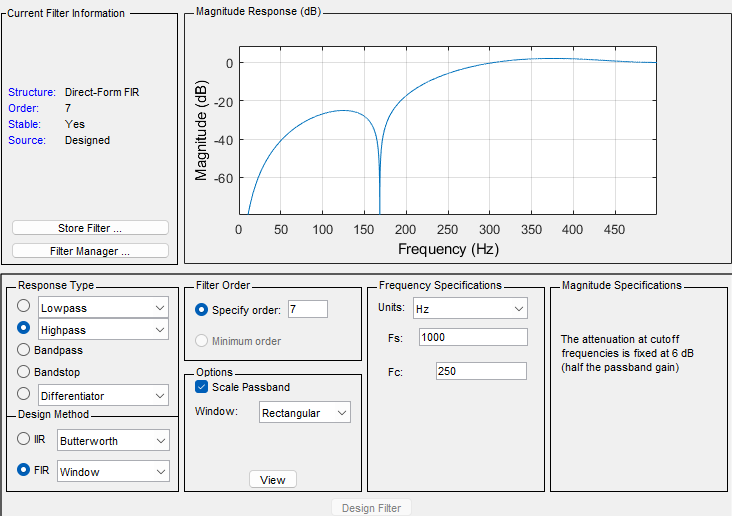 Current Filter Information
Structure: Direct-Form FIR
Order: 7
Stable: Yes
Source: Designed
Store Filter ...
Filter Manager ...
Magnitude Response (dB)
Magnitude (dB)
0
-20
-40
-60
0 50 100 150 200 250 300 350 400 450
Frequency (Hz)
Response Type
Lowpass
Highpass
Bandpass
Bandstop
Differentiator
Design Method
IIR Butterworth
FIR Window
Filter Order
Specify order: 7
Minimum order
Options
Scale Passband
Window: Rectangular
View
Frequency Specifications
Units: Hz
Fs: 1000
Fc: 250
Magnitude Specifications
The attenuation at cutoff
frequencies is fixed at 6 dB
(half the passband gain)
Design Filter